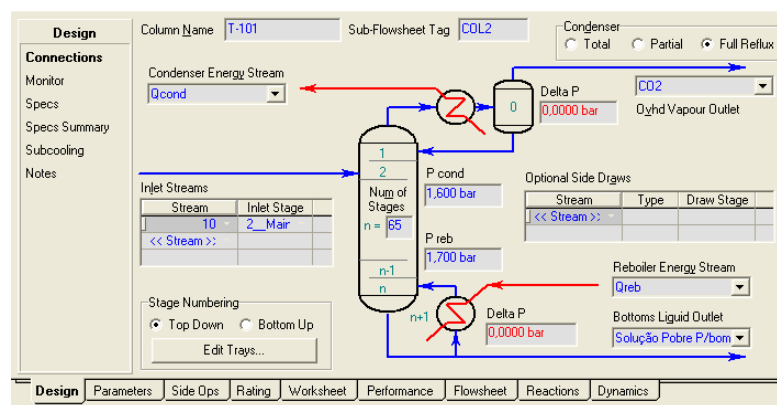 Design
Column Name T-101 Sub-Flowsheet Tag COL2
Condenser
Total Partial Full Reflux
Connections
Monitor
Specs
Specs Summary
Subcooling
Notes
Condenser Energy Stream
Qcond
0
Delta P
0,0000 bar
CO2
Ovhd Vapour Outlet
1
2
Num of Stages
n = 65
n-1
n
n+1
P cond
1,600 bar
P reb
1,700 bar
Inlet Streams
Stream Inlet Stage
10 2__Mair
<< Stream >>
Optional Side Draws
Stream Type Draw Stage
<< Stream >>
Stage Numbering
Top Down Bottom Up
Edit Trays...
Delta P
0,0000 bar
Reboiler Energy Stream
Qreb
Bottoms Liquid Outlet
Solução Pobre P/bom
Design Parameters Side Ops Rating Worksheet Performance Flowsheet Reactions Dynamics